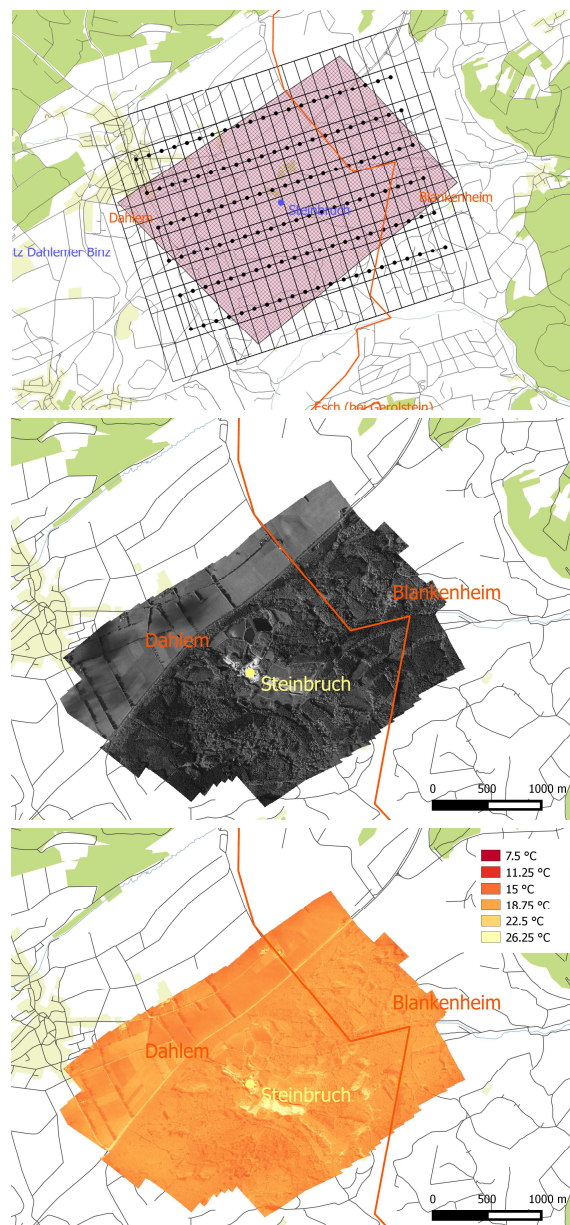 Steinbruch
Blankenheim
Dahlem
tz Dahlemer Binz
Esch (bei Gerolstein)
Blankenheim
Dahlem
Steinbruch
0 500 1000 m
7.5 °C
11.25 °C
15 °C
18.75 °C
22.5 °C
26.25 °C
Blankenheim
Dahlem
Steinbruch
0 500 1000 m